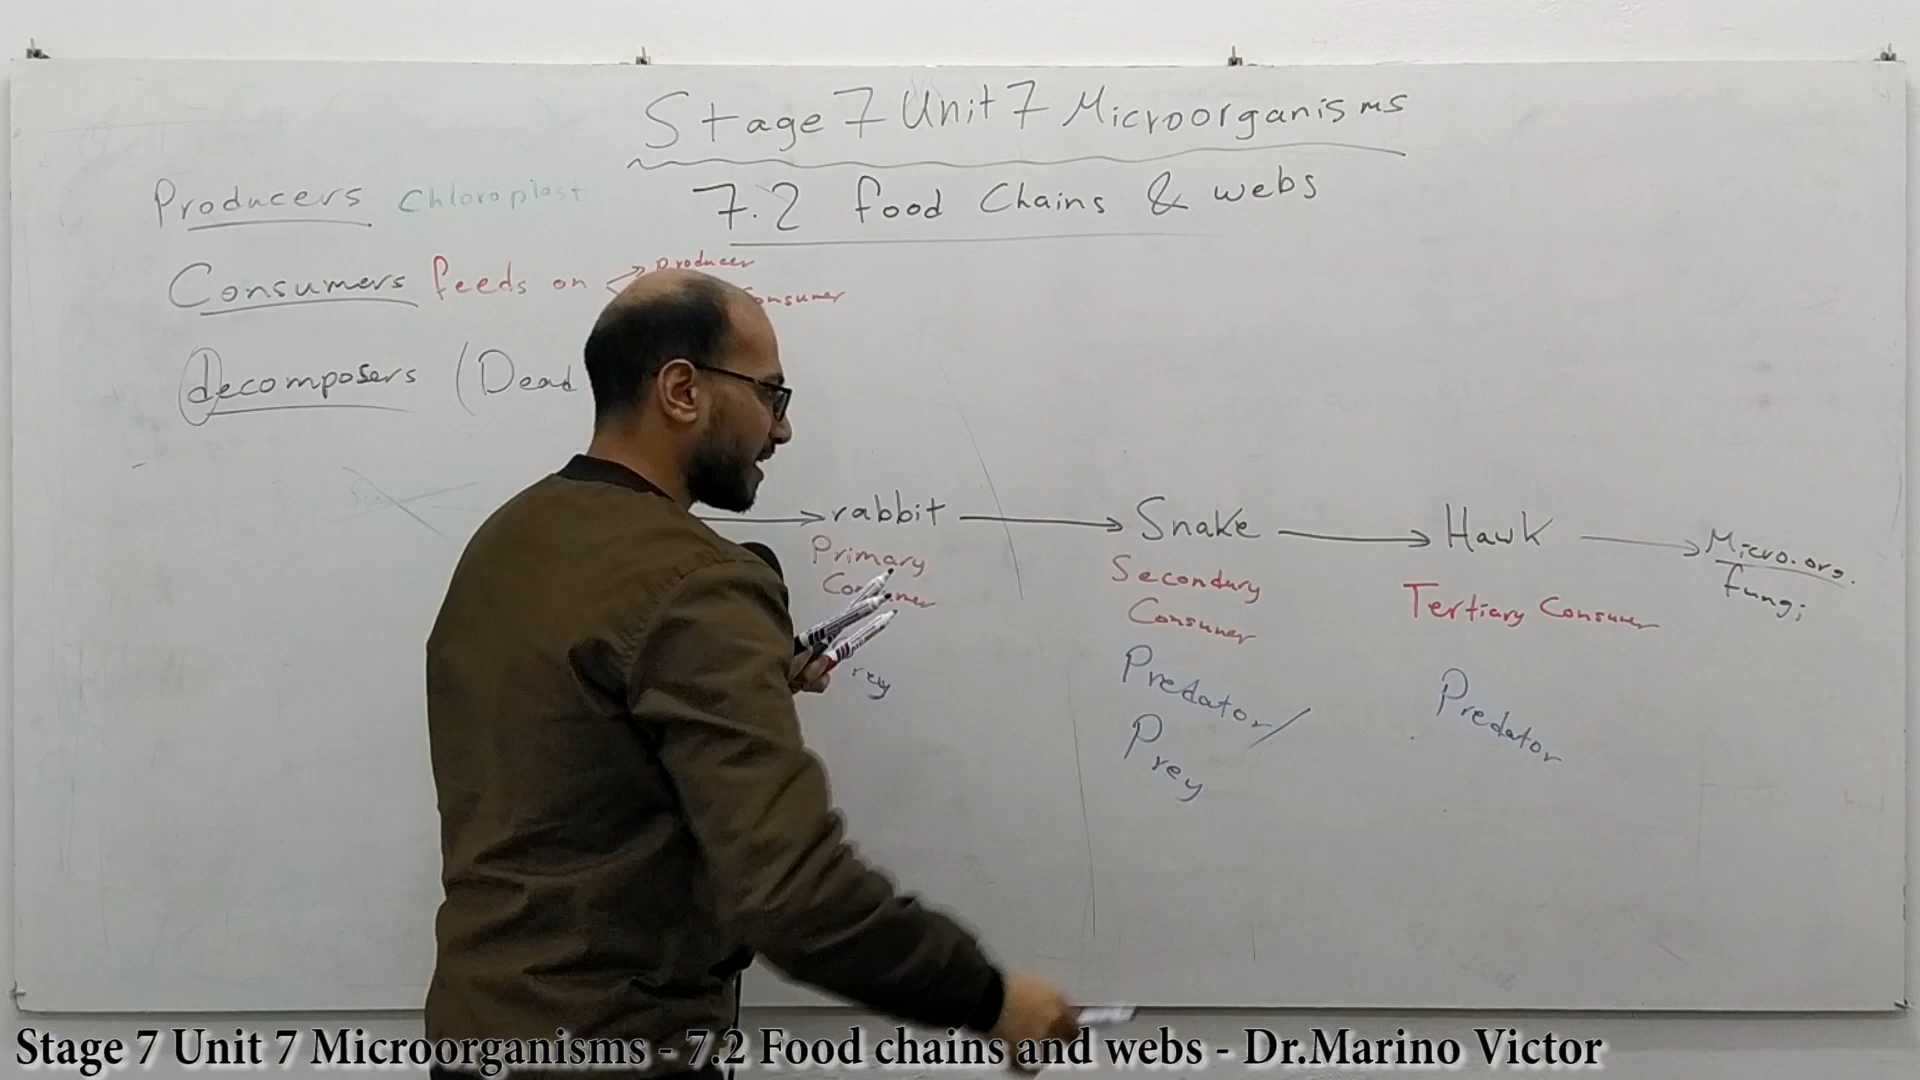 Stage 7 Unit 7 Microorganisms
7.2 food Chains & webs
Producers Chloroplast
Consumers feeds on
Producer
decomposers (Dead
rabbit
Snake
Hawk
Micro.org.
fungi
Primary
Secondary
Consumer
Tertiary Consumer
Predator/
Prey
Predator
Stage 7 Unit 7 Microorganisms - 7.2 Food chains and webs - Dr.Marino Victor